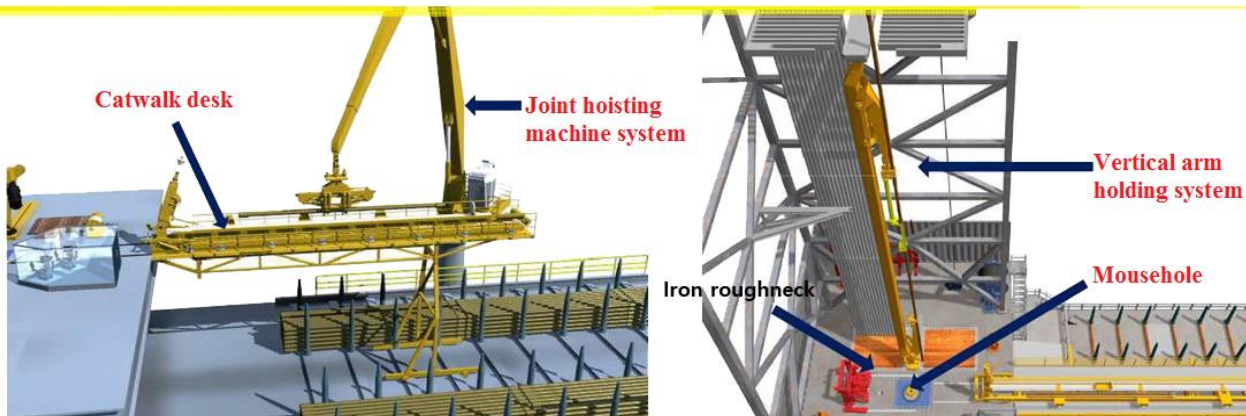 Catwalk desk
Joint hoisting
machine system
Vertical arm
holding system
Iron roughneck
Mousehole